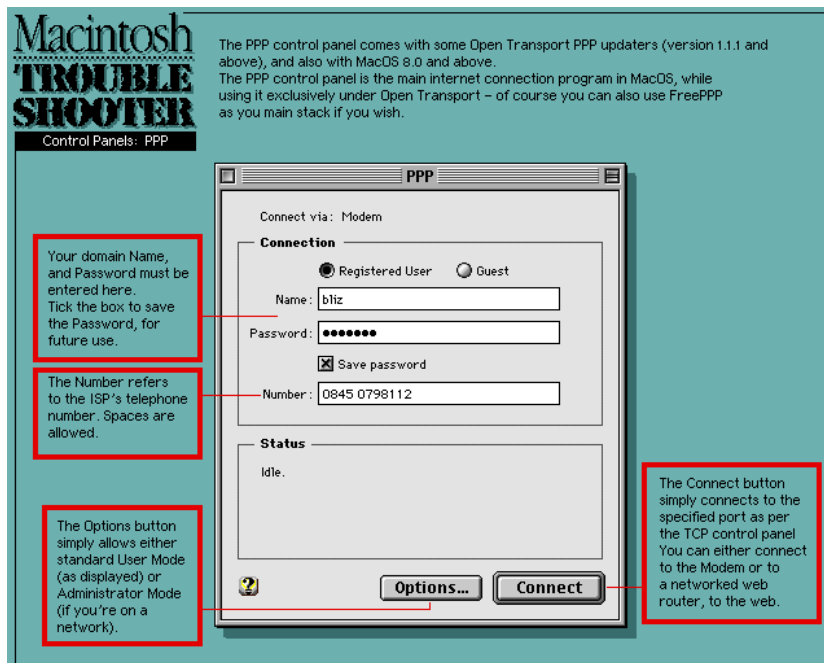 Macintosh
TROUBLE
SHOOTER
Control Panels: PPP
The PPP control panel comes with some Open Transport PPP updaters (version 1.1.1 and
above), and also with MacOS 8.0 and above.
The PPP control panel is the main internet connection program in MacOS, while
using it exclusively under Open Transport – of course you can also use FreePPP
as you main stack if you wish.
PPP
Connect via: Modem
Connection
Registered User Guest
Name: bliz
Password: •••••••
Save password
Number: 0845 0798112
Status
Idle.
Options... Connect
Your domain Name,
and Password must be
entered here.
Tick the box to save
the Password, for
future use.
The Number refers
to the ISP's telephone
number. Spaces are
allowed.
The Options button
simply allows either
standard User Mode
(as displayed) or
Administrator Mode
(if you're on a
network).
The Connect button
simply connects to the
specified port as per
the TCP control panel
You can either connect
to the Modem or to
a networked web
router, to the web.